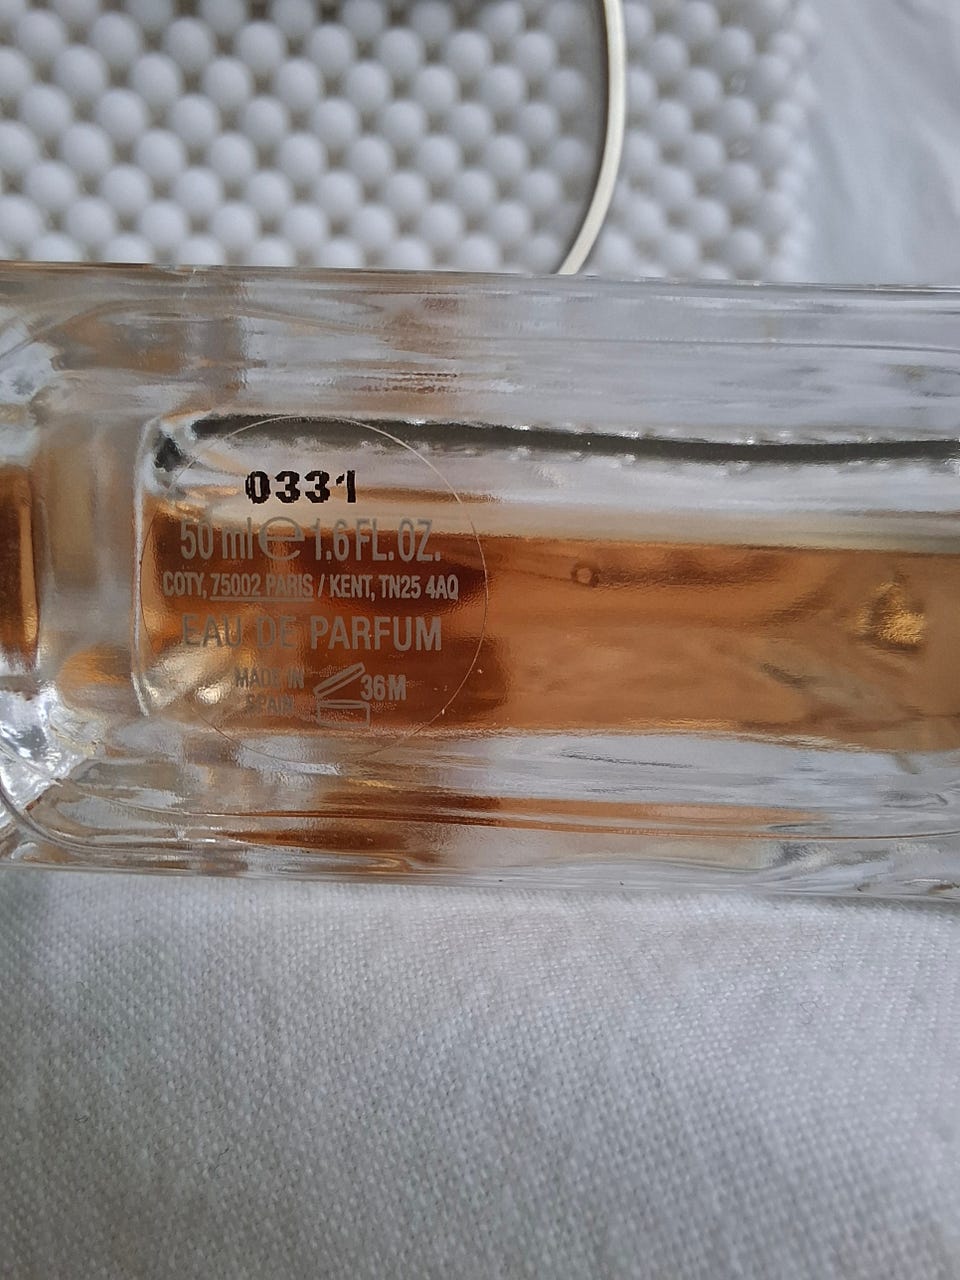 0331
50 ml e 1.6 FL.OZ.
COTY, 75002 PARIS / KENT, TN25 4AQ
EAU DE PARFUM
MADE IN
SPAIN
36M